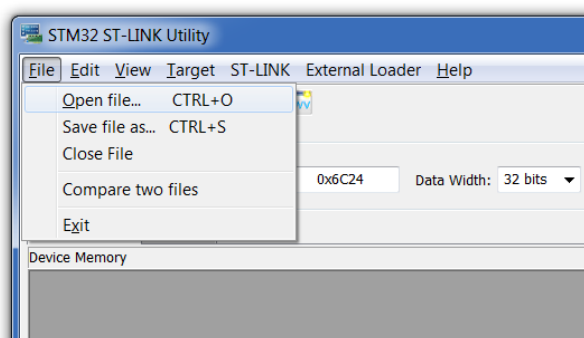 STM32 ST-LINK Utility
File Edit View Target ST-LINK External Loader Help
Open file... CTRL+O
Save file as... CTRL+S
Close File
0x6C24 Data Width: 32 bits
Compare two files
Exit
Device Memory